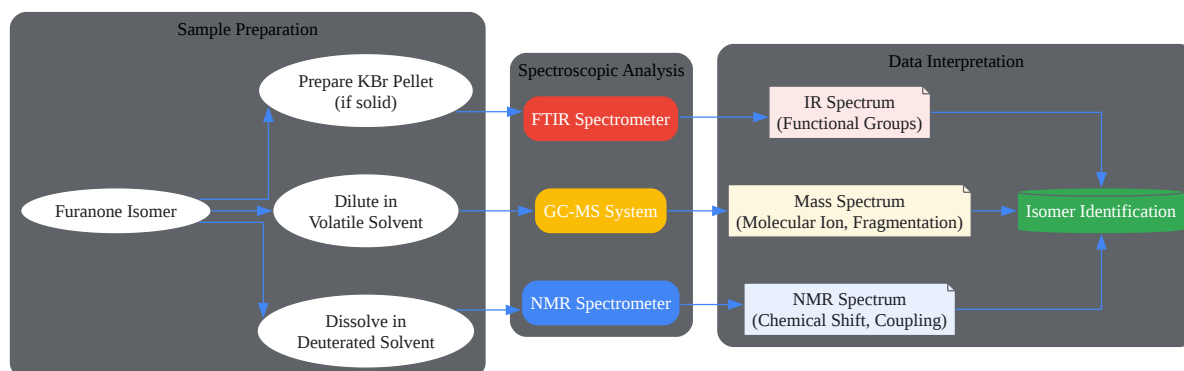 Sample Preparation
Furanone Isomer
Prepare KBr Pellet
(if solid)
Dilute in
Volatile Solvent
Dissolve in
Deuterated Solvent
Spectroscopic Analysis
FTIR Spectrometer
GC-MS System
NMR Spectrometer
Data Interpretation
IR Spectrum
(Functional Groups)
Mass Spectrum
(Molecular Ion, Fragmentation)
NMR Spectrum
(Chemical Shift, Coupling)
Isomer Identification